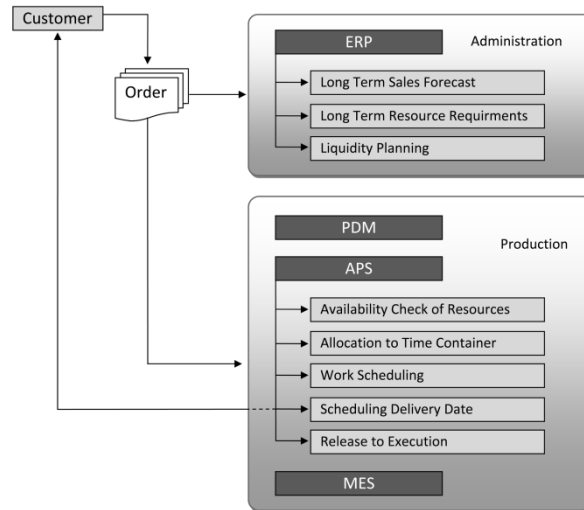 Customer
Order
ERP
Administration
Long Term Sales Forecast
Long Term Resource Requirments
Liquidity Planning
PDM
Production
APS
Availability Check of Resources
Allocation to Time Container
Work Scheduling
Scheduling Delivery Date
Release to Execution
MES